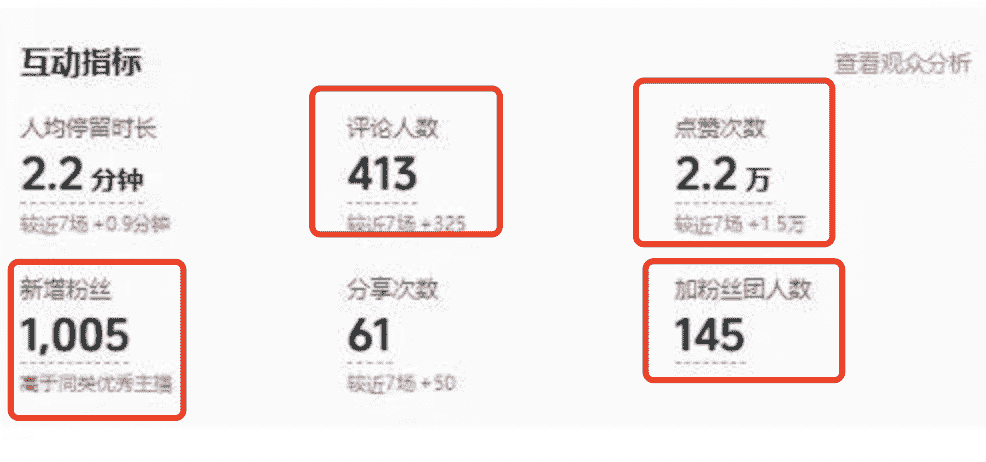 互动指标
查看观众分析
人均停留时长
2.2 分钟
较近7场 +0.9分钟
评论人数
413
较近7场 +325
点赞次数
2.2 万
较近7场 +1.5万
新增粉丝
1,005
高于同类优秀主播
分享次数
61
较近7场 +50
加粉丝团人数
145